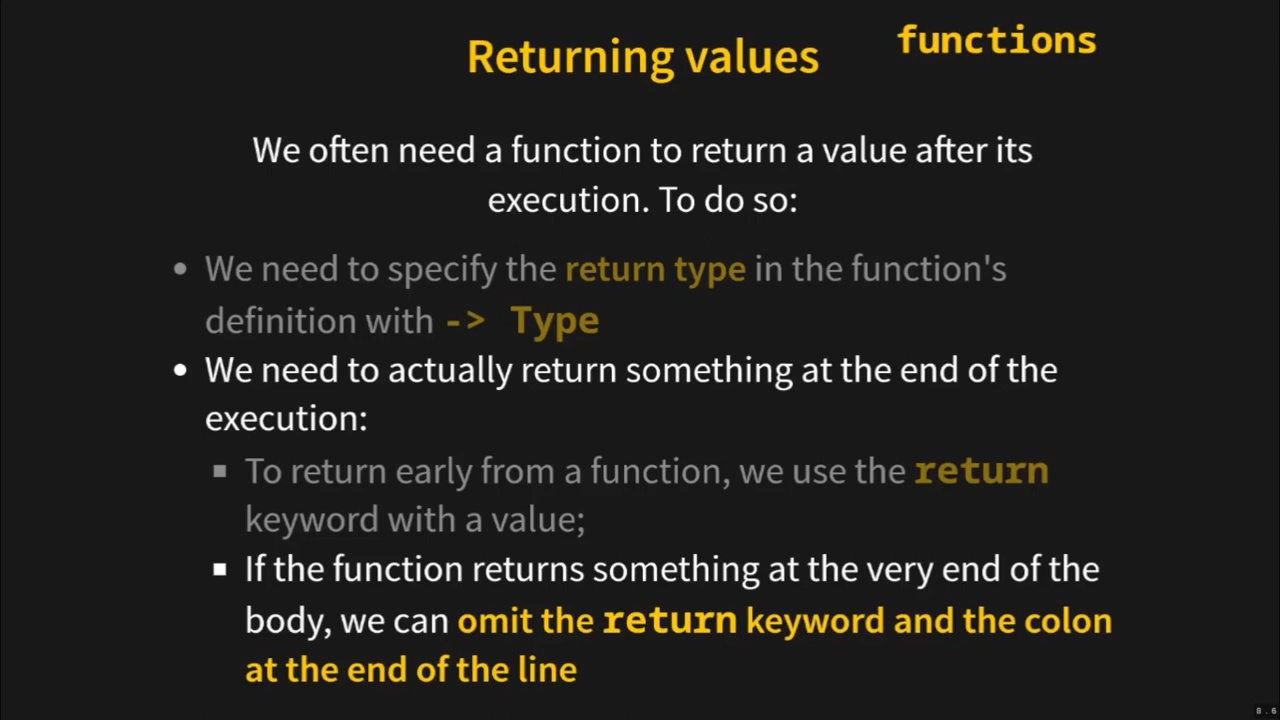 functions
Returning values
We often need a function to return a value after its
execution. To do so:
• We need to specify the return type in the function's
definition with -> Type
• We need to actually return something at the end of the
execution:
▪ To return early from a function, we use the return
keyword with a value;
▪ If the function returns something at the very end of the
body, we can omit the return keyword and the colon
at the end of the line
8.6